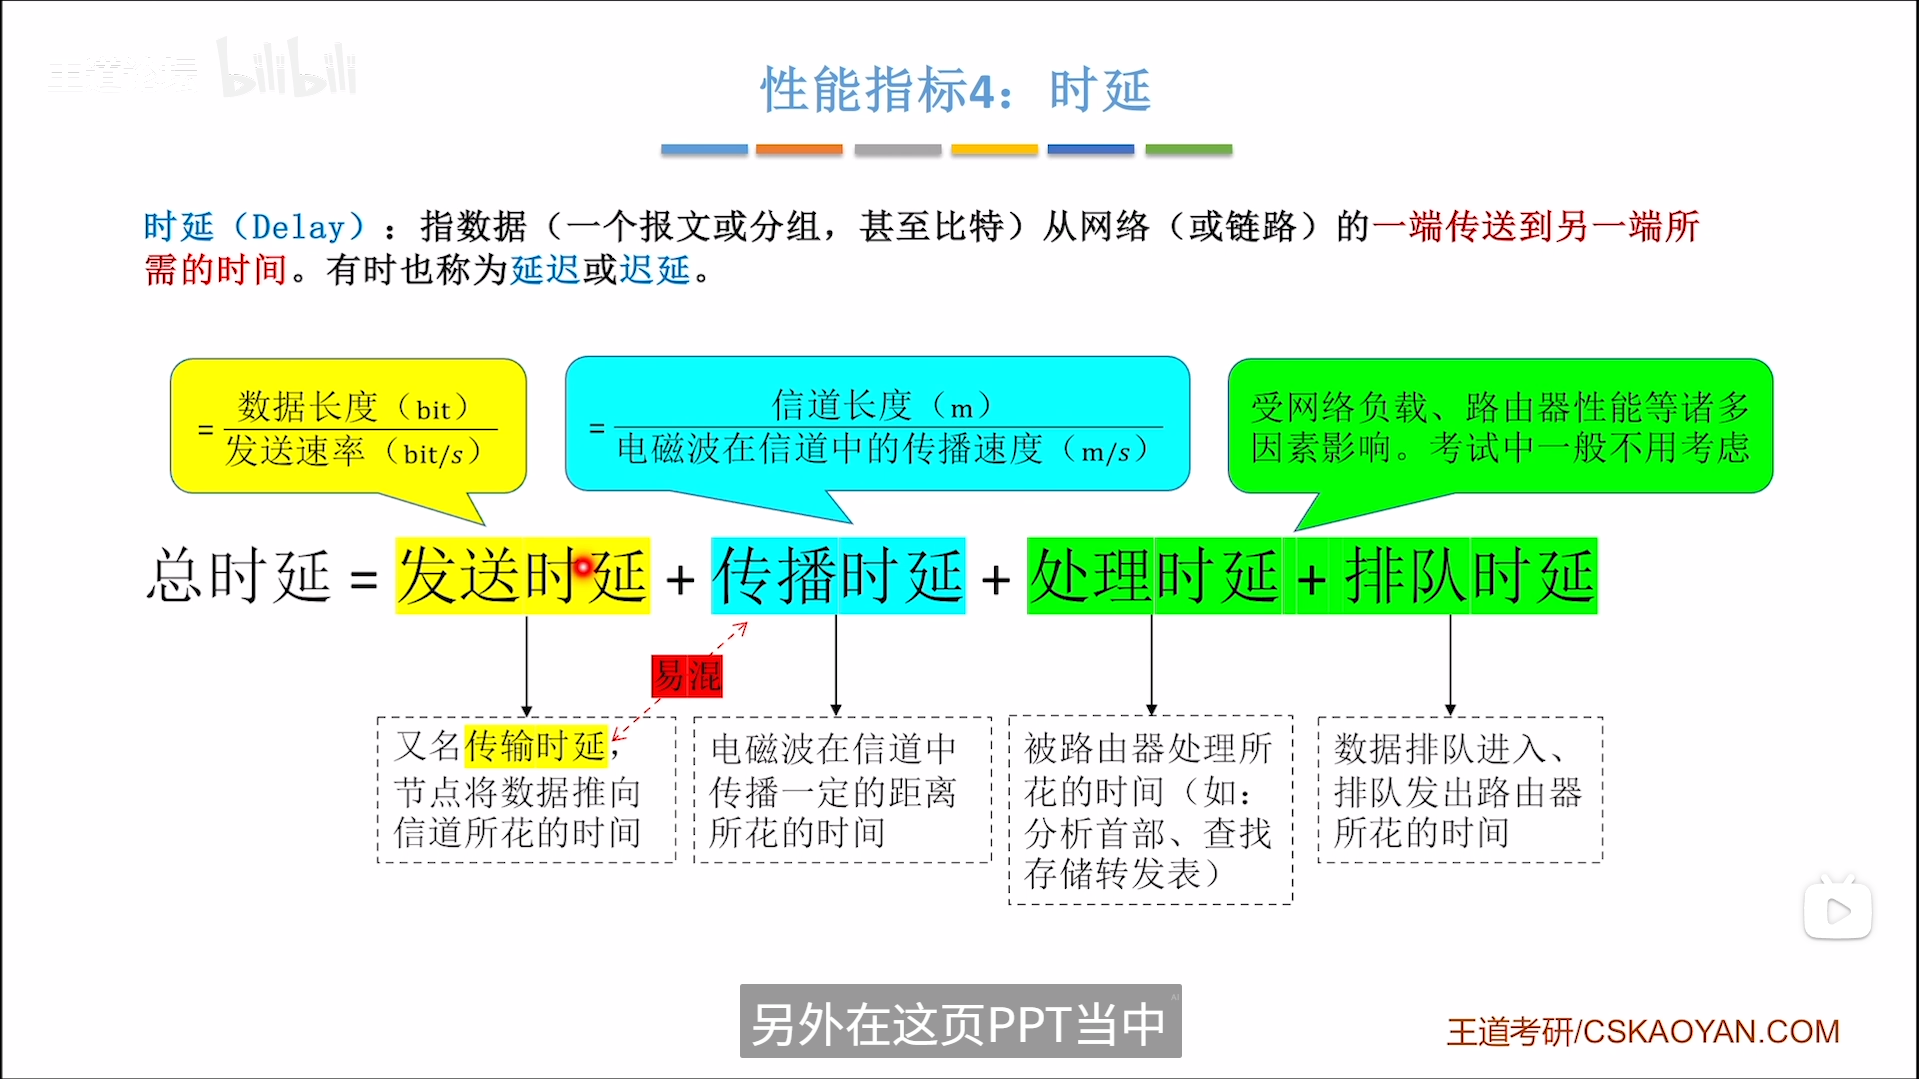 王道论坛 bilibili
性能指标4：时延
时延（Delay）：指数据（一个报文或分组，甚至比特）从网络（或链路）的一端传送到另一端所
需的时间。有时也称为延迟或迟延。
= 数据长度（bit）
发送速率（bit/s）
= 信道长度（m）
电磁波在信道中的传播速度（m/s）
受网络负载、路由器性能等诸多
因素影响。考试中一般不用考虑
总时延 = 发送时延 + 传播时延 + 处理时延 + 排队时延
易混
又名传输时延，
节点将数据推向
信道所花的时间
电磁波在信道中
传播一定的距离
所花的时间
被路由器处理所
花的时间（如：
分析首部、查找
存储转发表）
数据排队进入、
排队发出路由器
所花的时间
另外在这页PPT当中
AI
王道考研/CSKAOYAN.COM